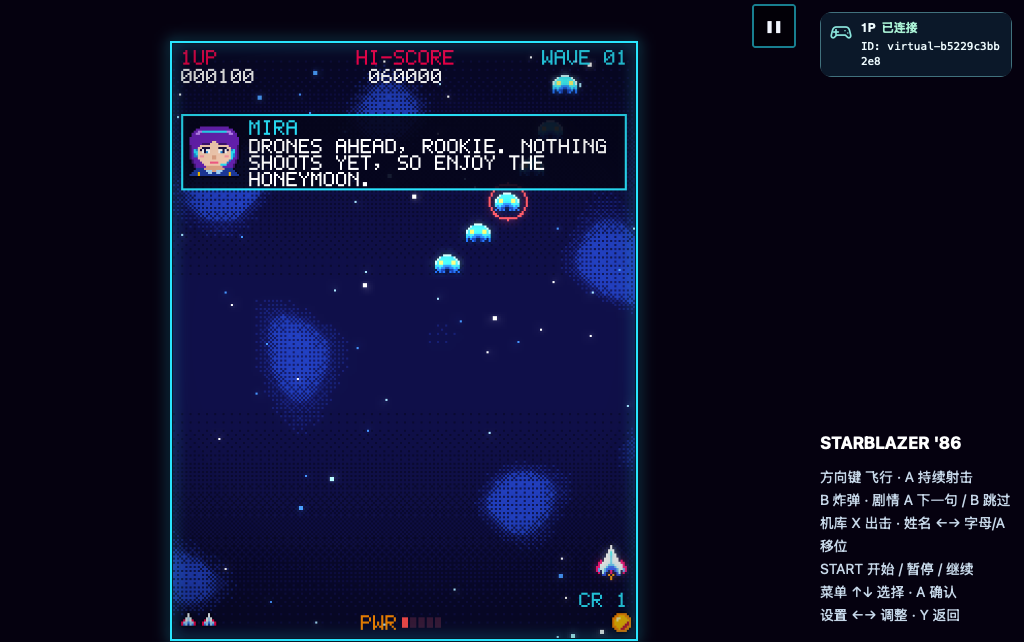 1UP
HI-SCORE
WAVE 01
000100
060000
MIRA
DRONES AHEAD, ROOKIE. NOTHING
SHOOTS YET, SO ENJOY THE
HONEYMOON.
CR 1
PWR
1P 已连接
ID: virtual-b5229c3bb
2e8
STARBLAZER '86
方向键 飞行 · A 持续射击
B 炸弹 · 剧情 A 下一句 / B 跳过
机库 X 出击 · 姓名 ←→ 字母/A
移位
START 开始 / 暂停 / 继续
菜单 ↑↓ 选择 · A 确认
设置 ←→ 调整 · Y 返回